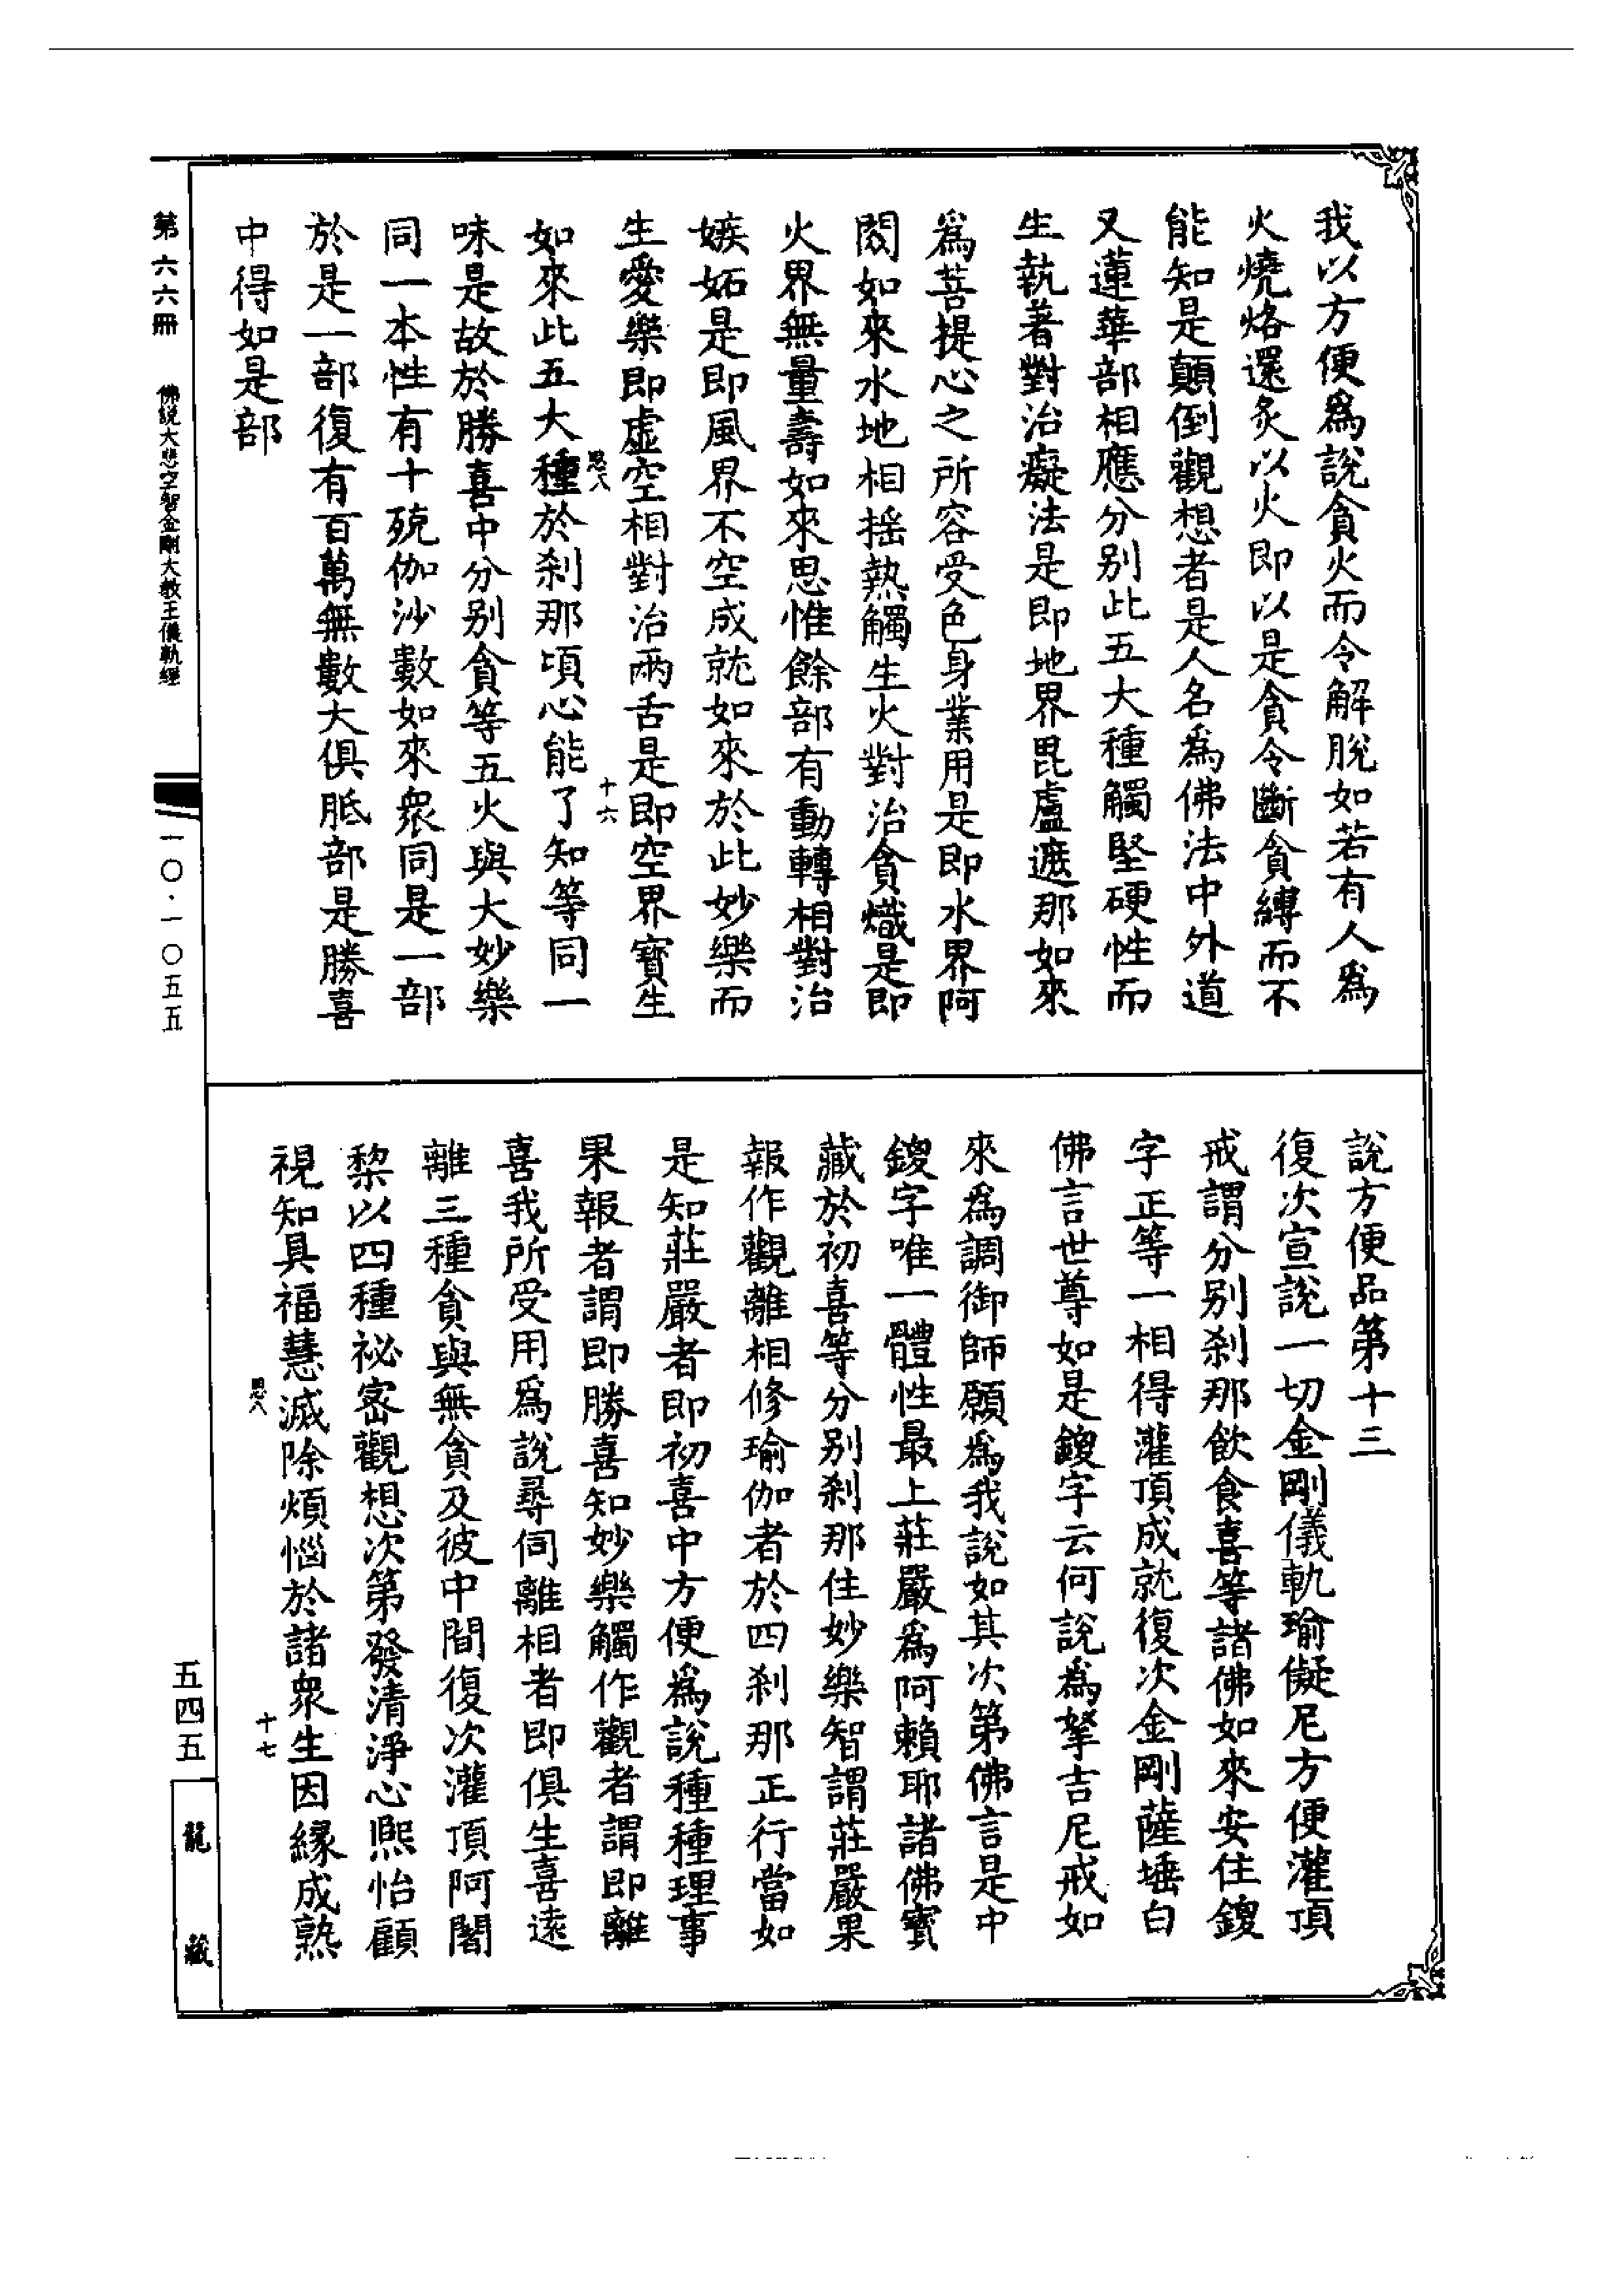 我以方便爲說貪火而令解脫如若有人爲
火燒烙還炙以火即以是貪令斷貪縛而不
能知是顛倒觀想者是人名爲佛法中外道
又蓮華部相應分别此五大種觸堅硬性而
生執著對治癡法是即地界毘盧遮那如來
爲菩提心之所容受色身業用是即水界阿
閦如來水地相揺熱觸生火對治貪熾是即
火界無量壽如來思惟餘部有動轉相對治
嫉妬是即風界不空成就如來於此妙樂而
生愛樂即虛空相對治兩舌是即空界寳生
如來此五大種於刹那頃心能了知等同一
味是故於勝喜中分别貪等五火與大妙樂
同一本性有十殑伽沙數如來衆同是一部
於是一部復有百萬無數大俱胝部是勝喜
中得如是部
思八
十六
第六六冊
佛説大悲空智金剛大教王儀軌經
一〇·一〇五五
說方便品第十三
復次宣說一切金剛儀軌瑜儗尼方便灌頂
戒謂分别刹那飲食喜等諸佛如來安住鑁
字正等一相得灌頂成就復次金剛薩埵白
佛言世尊如是鑁字云何說爲拏吉尼戒如
來爲調御師願爲我說如其次第佛言是中
鑁字唯一體性最上莊嚴爲阿賴耶諸佛寳
藏於初喜等分别刹那住妙樂智謂莊嚴果
報作觀離相修瑜伽者於四刹那正行當如
是知莊嚴者即初喜中方便爲說種種理事
果報者謂即勝喜知妙樂觸作觀者謂即離
喜我所受用爲說尋伺離相者即俱生喜遠
離三種貪與無貪及彼中間復次灌頂阿闍
棃以四種祕密觀想次第發清淨心熙怡顧
視知具福慧滅除煩惱於諸衆生因緣成熟
思八
十七
五四五
龍藏